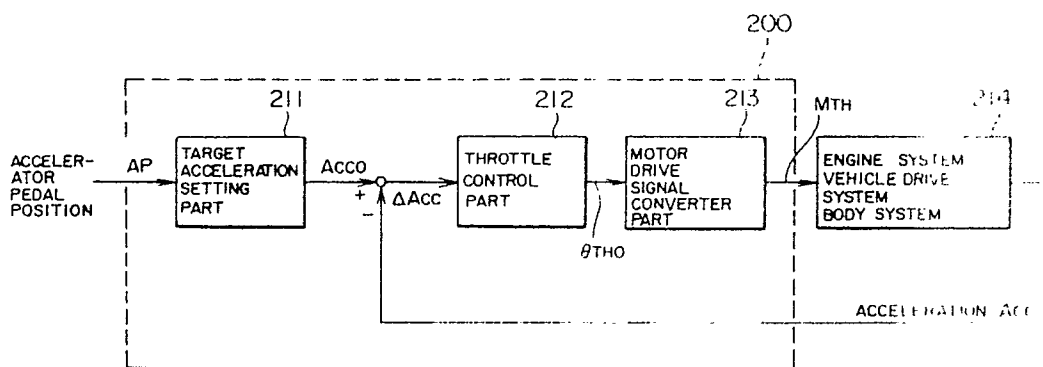 200
211
212
213
214
MTH
ACCELER-
ATOR
PEDAL
POSITION
AP
TARGET
ACCELERATION
SETTING
PART
ACCO
+
−
ΔACC
THROTTLE
CONTROL
PART
θTHO
MOTOR
DRIVE
SIGNAL
CONVERTER
PART
ENGINE SYSTEM
VEHICLE DRIVE
SYSTEM
BODY SYSTEM
ACCELERATION ACC